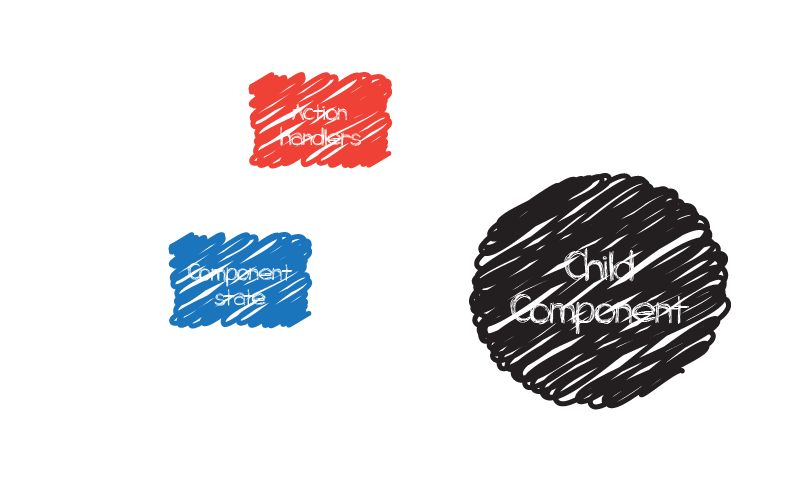 Action
handlers
Component
state
Child
Component